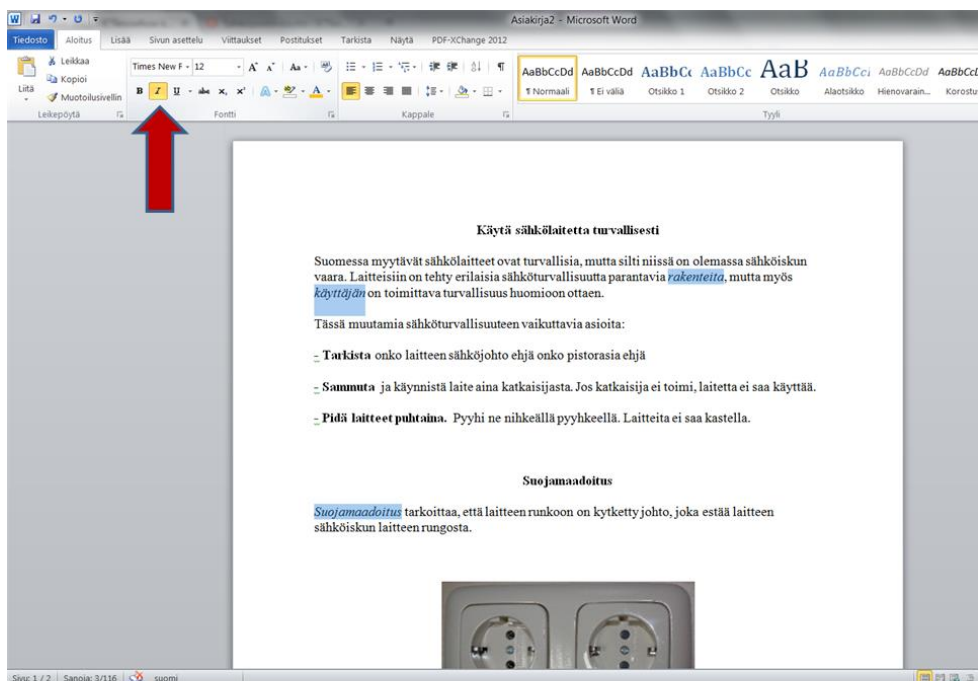 Asiakirja2 - Microsoft Word
Tiedosto Aloitus Lisää Sivun asettelu Viittaukset Postitukset Tarkista Näytä PDF-XChange 2012
Leikkaa
Kopioi
Liitä
Muotoilusivellin
Leikepöytä
Times New F 12
Fontti
Kappale
AaBbCcDd AaBbCcDd AaBbCc AaBbCc AaB AaBbCci AaBbCcDd AaBbCcD
¶ Normaali ¶ Ei väliä Otsikko 1 Otsikko 2 Otsikko Alaotsikko Hienovarain... Korostu
Tyyli
Käytä sähkölaitetta turvallisesti
Suomessa myytävät sähkölaitteet ovat turvallisia, mutta silti niissä on olemassa sähköiskun
vaara. Laitteisiin on tehty erilaisia sähköturvallisuutta parantavia rakenteita, mutta myös
käyttäjän on toimittava turvallisuus huomioon ottaen.
Tässä muutamia sähköturvallisuuteen vaikuttavia asioita:
- Tarkista onko laitteen sähköjohto ehjä onko pistorasia ehjä
- Sammuta ja käynnistä laite aina katkaisijasta. Jos katkaisija ei toimi, laitetta ei saa käyttää.
- Pidä laitteet puhtaina. Pyyhi ne nihkeällä pyyhkeellä. Laitteita ei saa kastella.
Suojamaadoitus
Suojamaadoitus tarkoittaa, että laitteen runkoon on kytketty johto, joka estää laitteen
sähköiskun laitteen rungosta.
Sivu: 1 / 2 Sanoja: 3/116 suomi